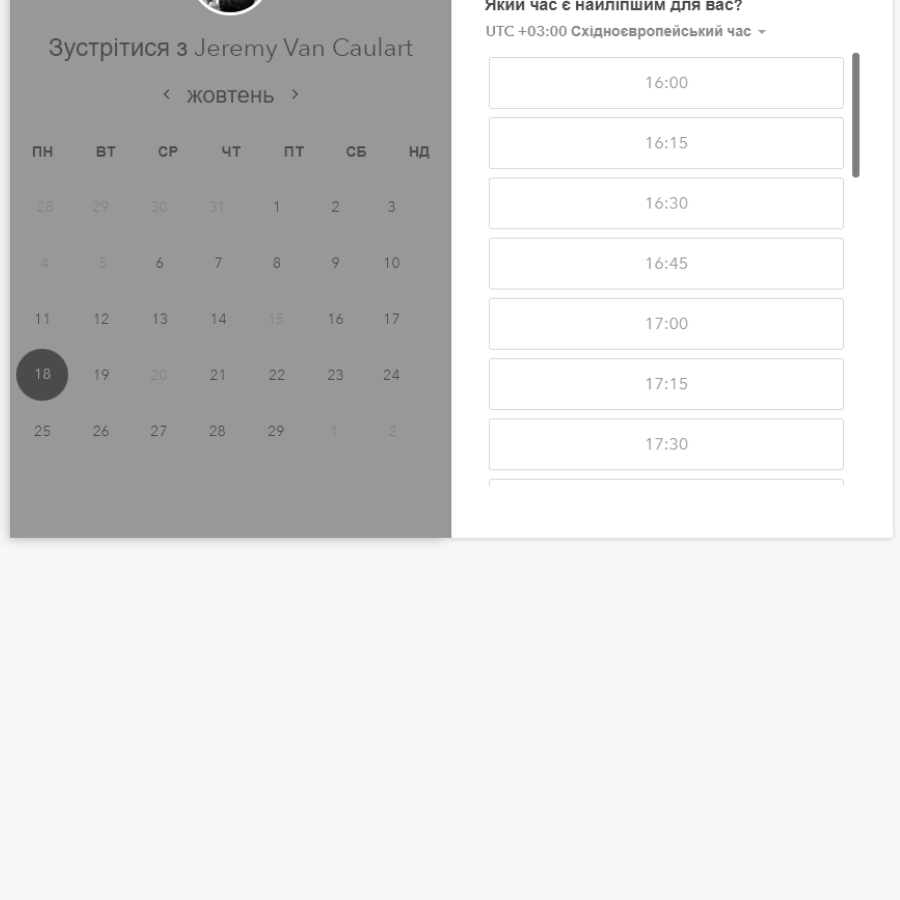 Зустрітися з Jeremy Van Caulart
жовтень
ПН ВТ СР ЧТ ПТ СБ НД
28 29 30 31 1 2 3
4 5 6 7 8 9 10
11 12 13 14 15 16 17
18 19 20 21 22 23 24
25 26 27 28 29 1 2
Який час є найліпшим для вас?
UTC +03:00 Східноєвропейський час
16:00
16:15
16:30
16:45
17:00
17:15
17:30